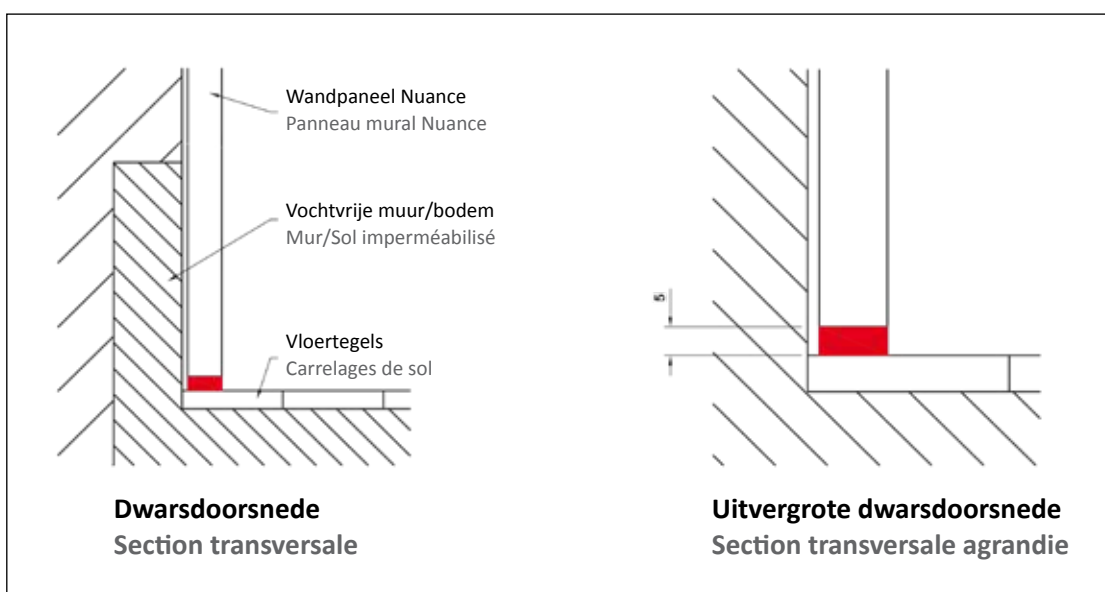 Wandpaneel Nuance
Panneau mural Nuance
Vochtvrije muur/bodem
Mur/Sol imperméabilisé
Vloertegels
Carrelages de sol
5
Dwarsdoorsnede
Section transversale
Uitvergrote dwarsdoorsnede
Section transversale agrandie